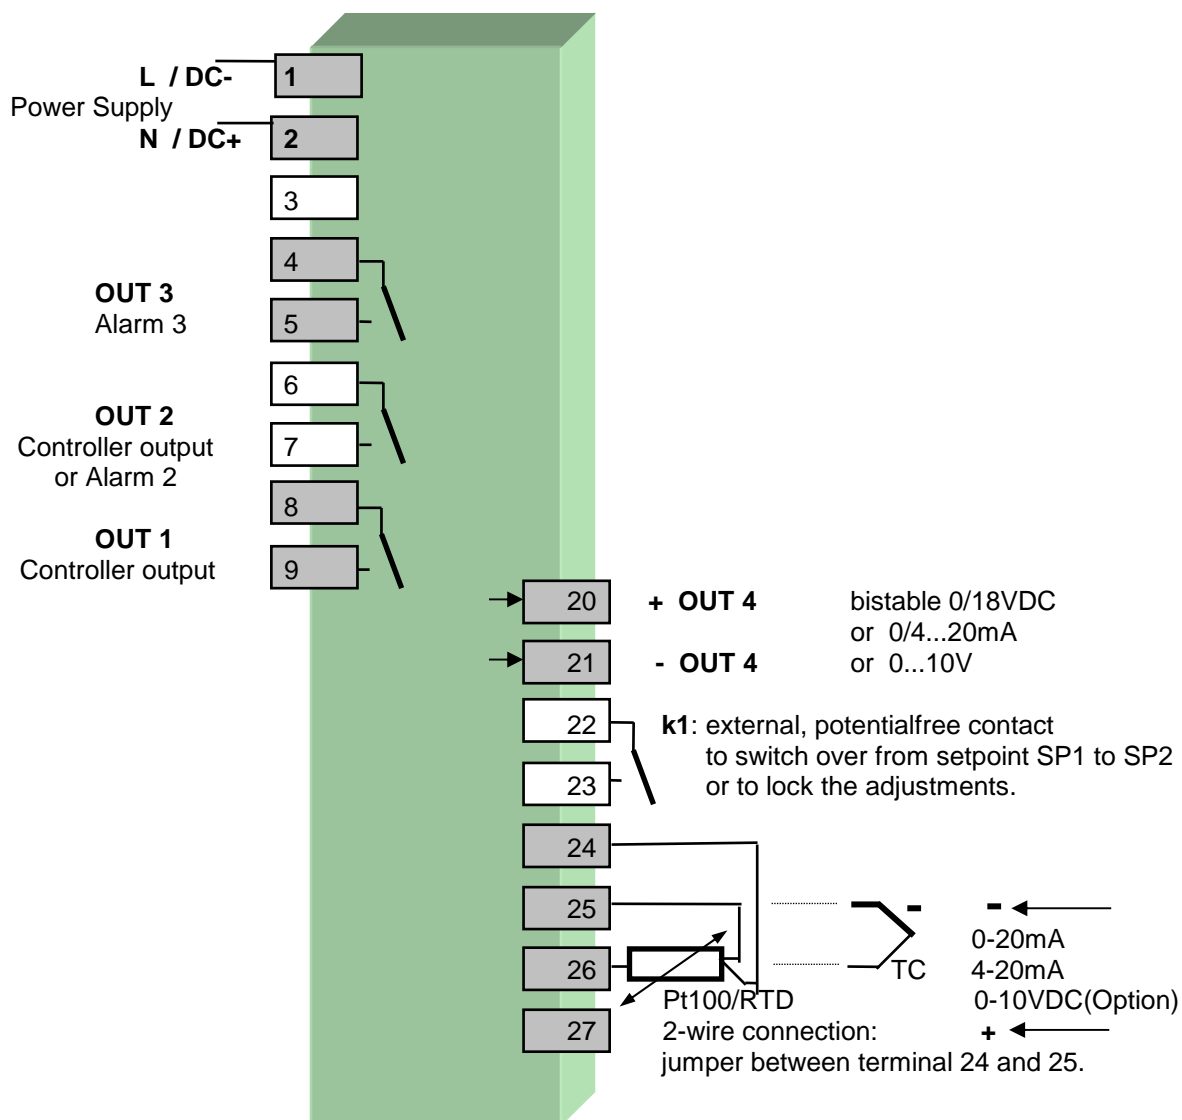 L / DC-
1
Power Supply
N / DC+
2
3
4
OUT 3
Alarm 3
5
6
OUT 2
Controller output
or Alarm 2
7
8
OUT 1
Controller output
9
20
+ OUT 4
bistable 0/18VDC
or 0/4...20mA
21
- OUT 4
or 0...10V
22
k1: external, potentialfree contact
to switch over from setpoint SP1 to SP2
or to lock the adjustments.
23
24
25
-
-
0-20mA
26
TC
4-20mA
Pt100/RTD
0-10VDC(Option)
27
2-wire connection:
+
jumper between terminal 24 and 25.